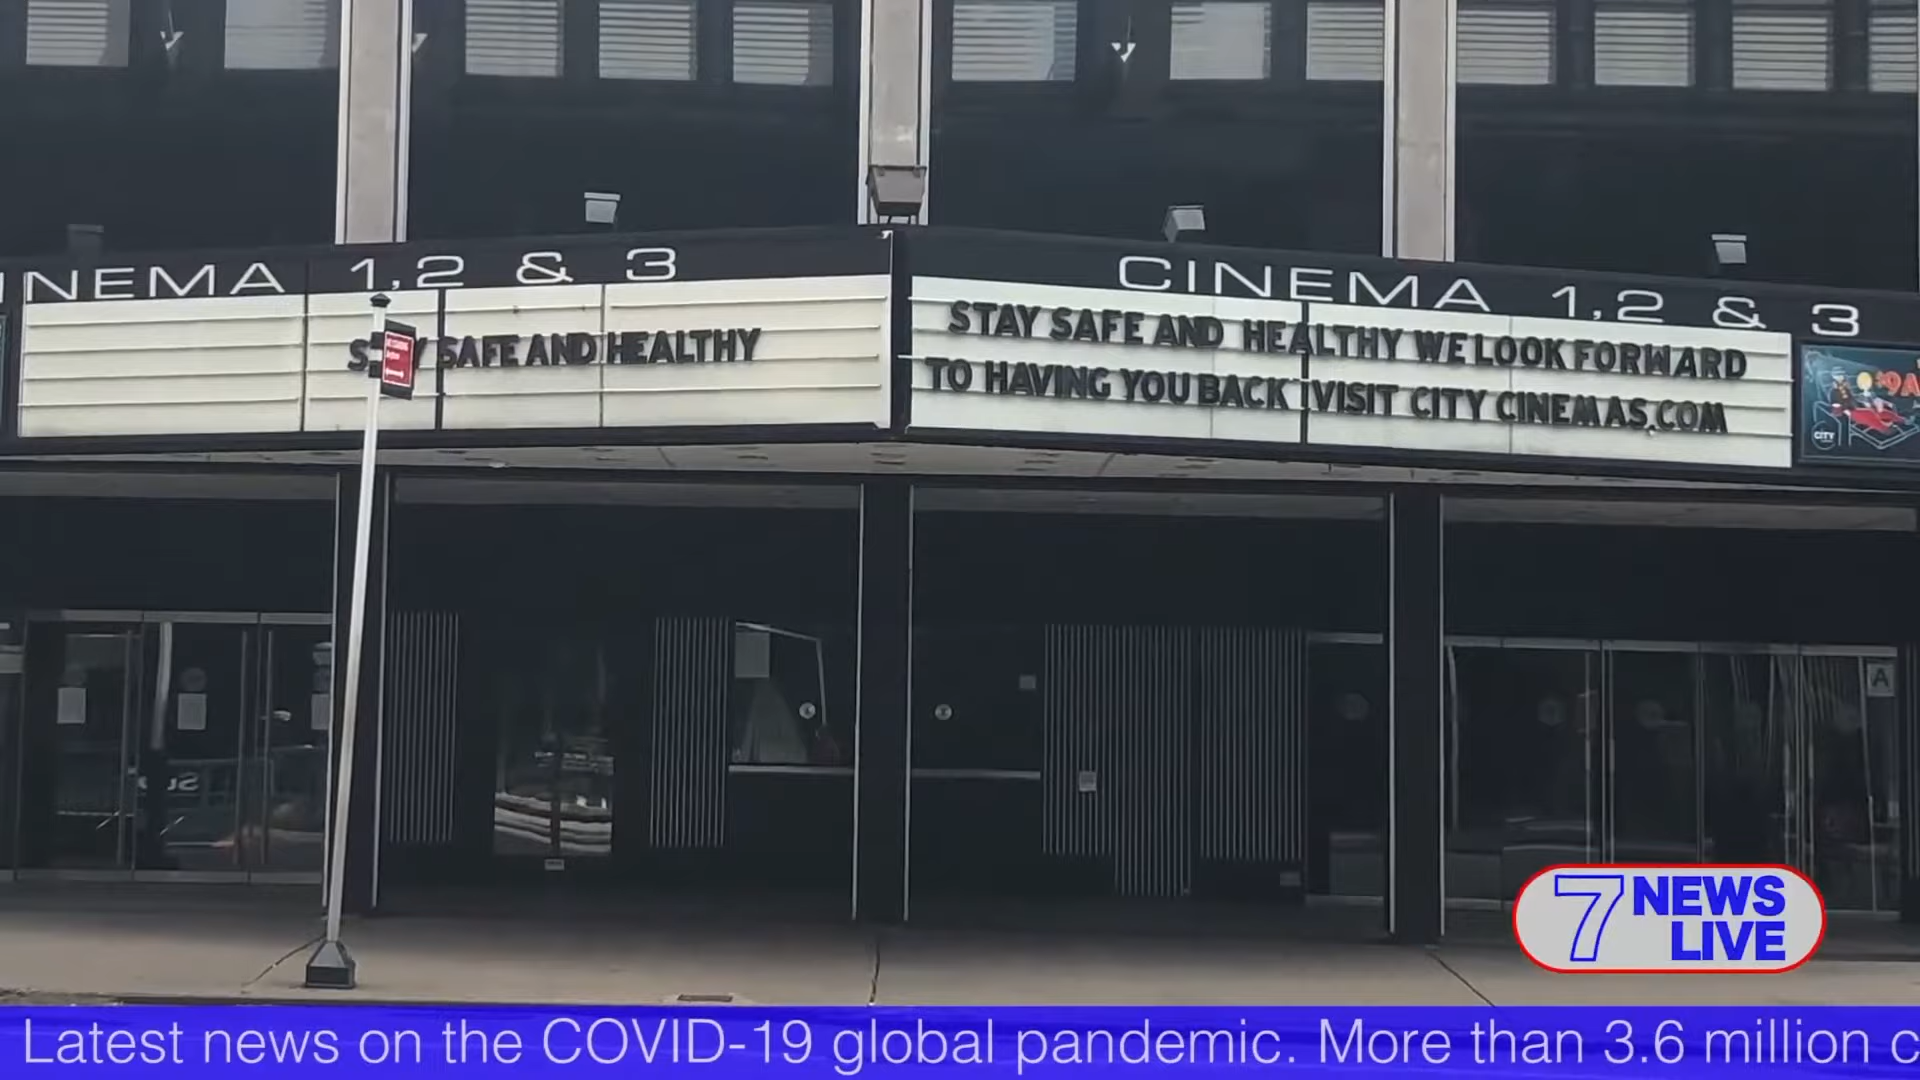 INEMA 1,2 & 3
CINEMA 1,2 & 3
SAFE AND HEALTHY
STAY SAFE AND HEALTHY WE LOOK FORWARD
TO HAVING YOU BACK VISIT CITY CINEMAS.COM
CITY
A
7 NEWS
LIVE
Latest news on the COVID-19 global pandemic. More than 3.6 million c